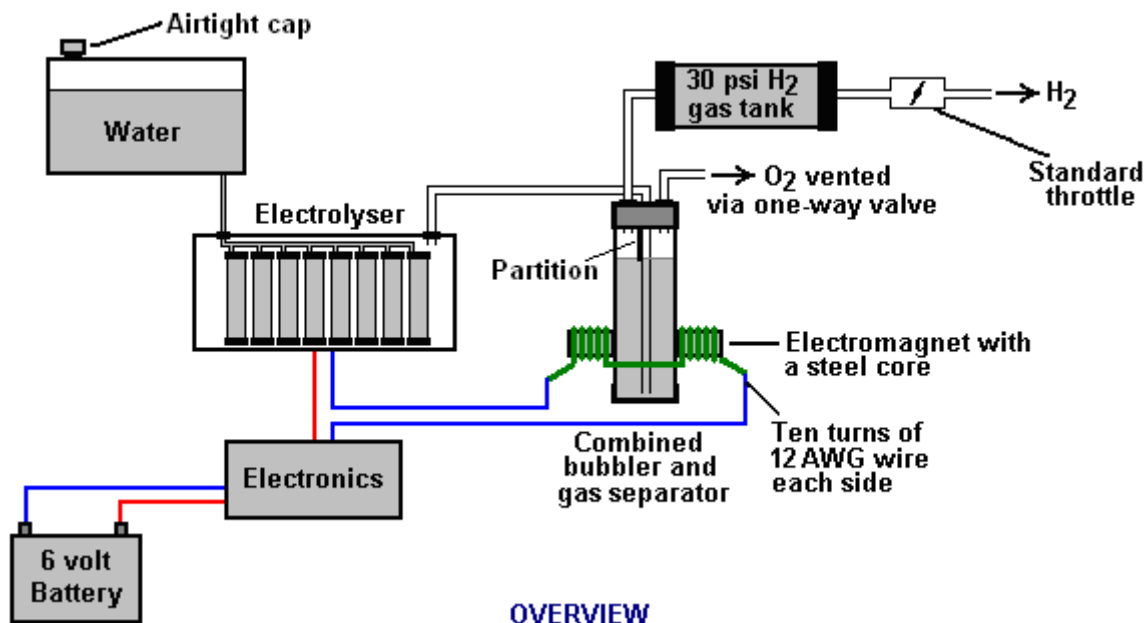 Airtight cap
Water
30 psi H2
gas tank
H2
Standard
throttle
O2 vented
via one-way valve
Electrolyser
Partition
Electromagnet with
a steel core
Ten turns of
12 AWG wire
each side
Combined
bubbler and
gas separator
Electronics
6 volt
Battery
OVERVIEW